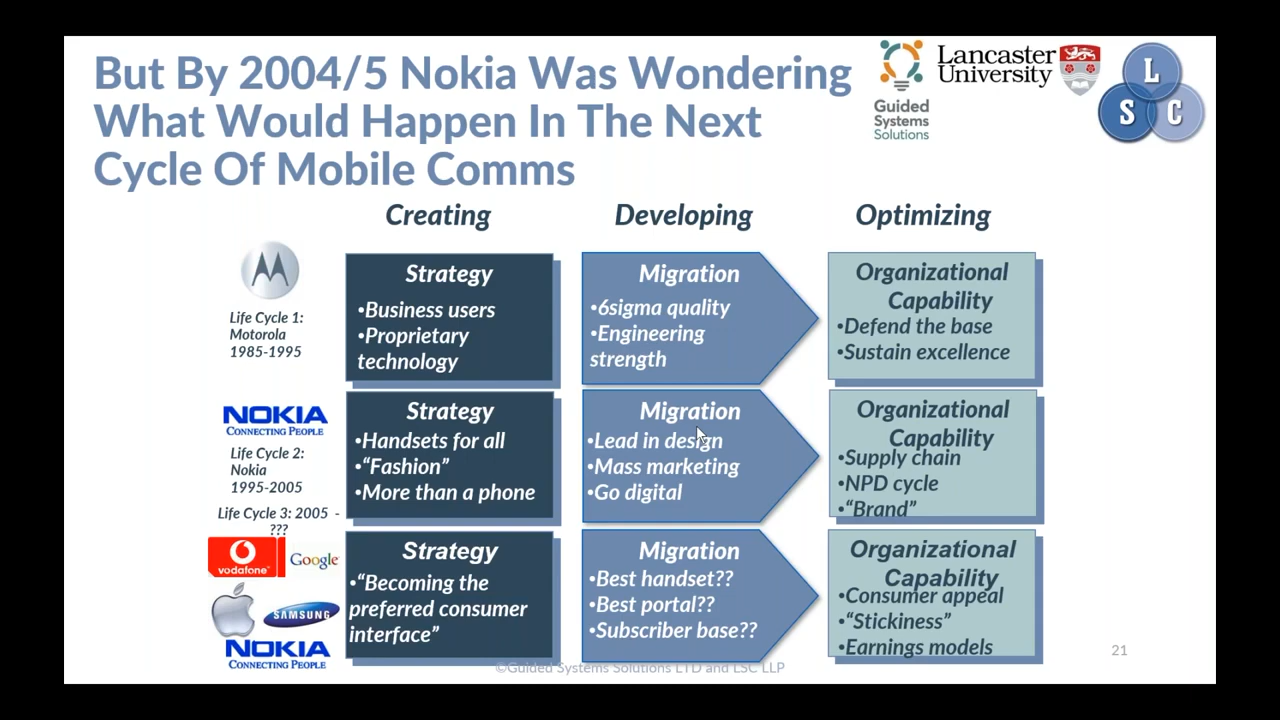 But By 2004/5 Nokia Was Wondering
What Would Happen In The Next
Cycle Of Mobile Comms
Guided
Systems
Solutions
Lancaster
University
L
S
C
Creating
Developing
Optimizing
Life Cycle 1:
Motorola
1985-1995
Strategy
•Business users
•Proprietary
technology
Migration
•6sigma quality
•Engineering
strength
Organizational
Capability
•Defend the base
•Sustain excellence
NOKIA
CONNECTING PEOPLE
Life Cycle 2:
Nokia
1995-2005
Strategy
•Handsets for all
•“Fashion”
•More than a phone
Migration
•Lead in design
•Mass marketing
•Go digital
Organizational
Capability
•Supply chain
•NPD cycle
•“Brand”
Life Cycle 3: 2005 -
???
vodafone
Google
SAMSUNG
NOKIA
CONNECTING PEOPLE
Strategy
•“Becoming the
preferred consumer
interface”
Migration
•Best handset??
•Best portal??
•Subscriber base??
Organizational
Capability
•Consumer appeal
•“Stickiness”
•Earnings models
©Guided Systems Solutions LTD and LSC LLP
21